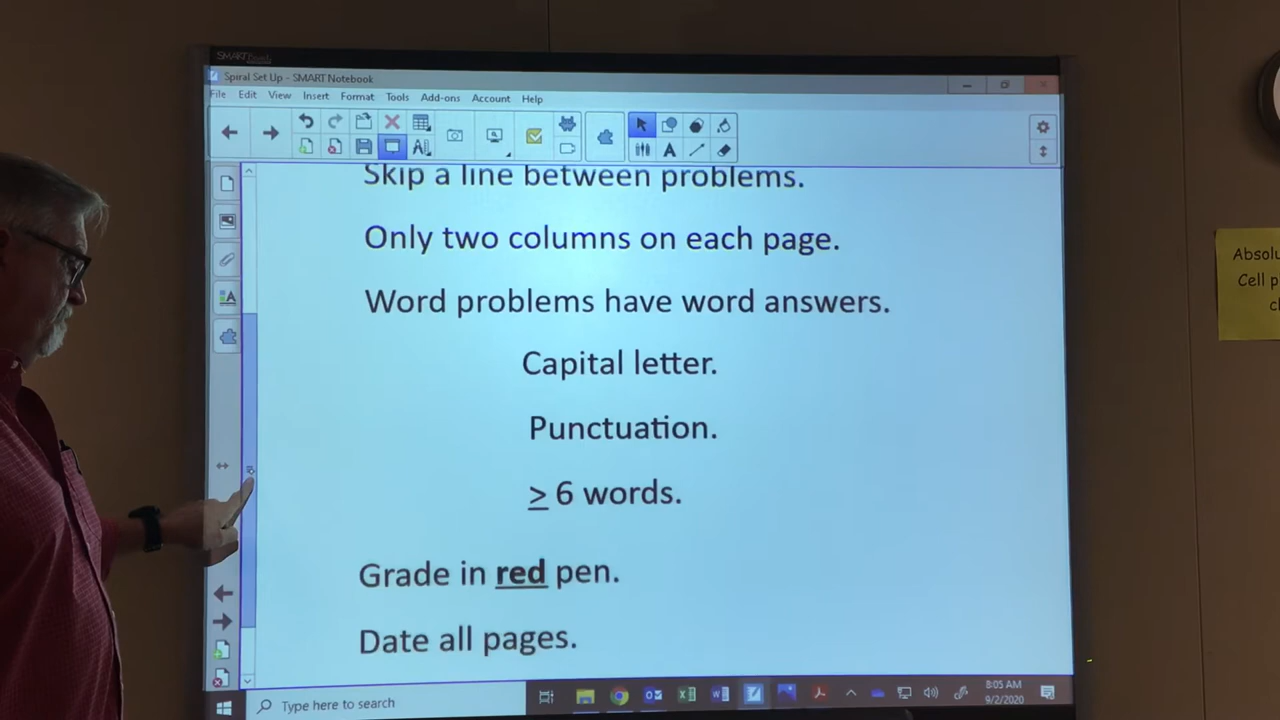 SMART
Spiral Set Up - SMART Notebook
File Edit View Insert Format Tools Add-ons Account Help
Skip a line between problems.
Only two columns on each page.
Word problems have word answers.
Capital letter.
Punctuation.
≥ 6 words.
Grade in red pen.
Date all pages.
Type here to search
8:05 AM
9/2/2020
Cell p